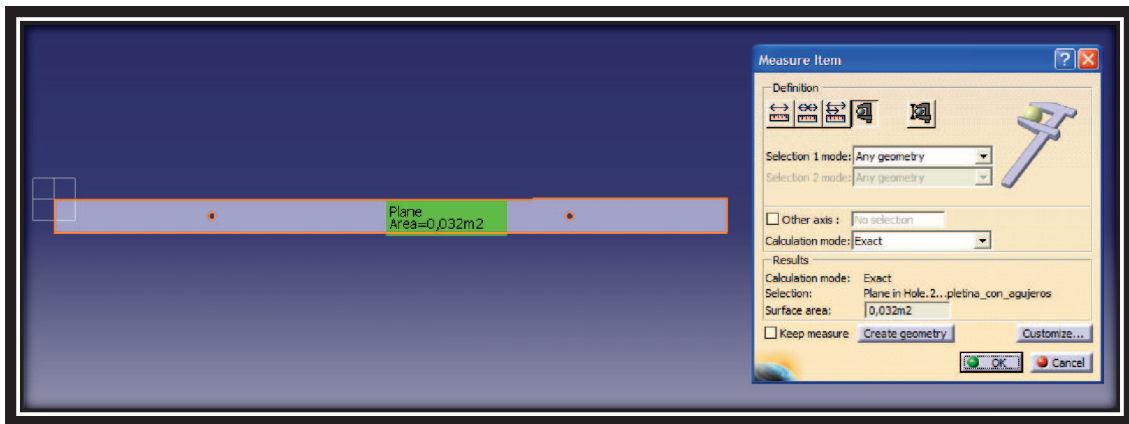 Plane
Area=0,032m2
Measure Item
Definition
Selection 1 mode: Any geometry
Selection 2 mode: Any geometry
Other axis : No selection
Calculation mode: Exact
Results
Calculation mode: Exact
Selection: Plane in Hole.2...pletina_con_agujeros
Surface area: 0,032m2
Keep measure Create geometry Customize...
OK Cancel